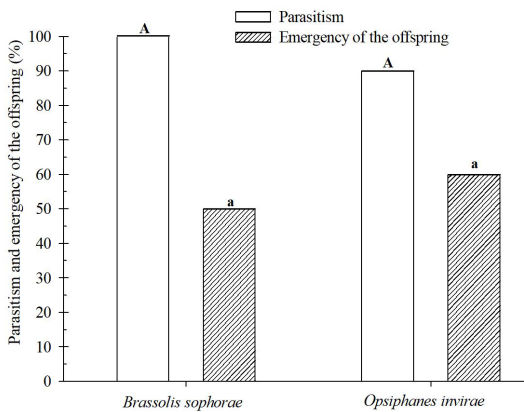 Parasitism
Emergency of the offspring
Parasitism and emergency of the offspring (%)
100
90
80
70
60
50
40
30
20
10
0
A
a
A
a
Brassolis sophorae
Opsiphanes invirae